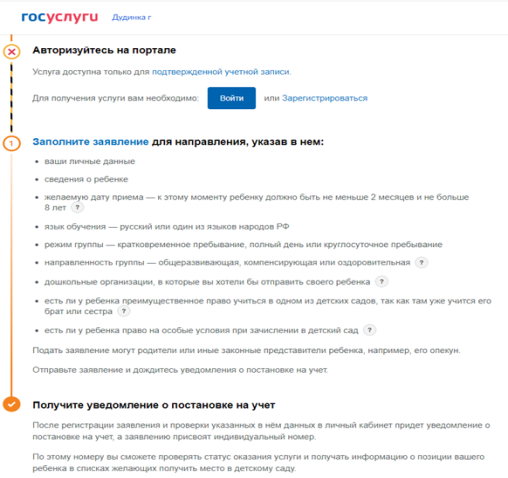 госуслуги Дудинка г
Авторизуйтесь на портале
Услуга доступна только для подтвержденной учетной записи.
Для получения услуги вам необходимо: Войти или Зарегистрироваться
1 Заполните заявление для направления, указав в нем:
• ваши личные данные
• сведения о ребенке
• желаемую дату приема — к этому моменту ребенку должно быть не меньше 2 месяцев и не больше
8 лет ?
• язык обучения — русский или один из языков народов РФ
• режим группы — кратковременное пребывание, полный день или круглосуточное пребывание
• направленность группы — общеразвивающая, компенсирующая или оздоровительная ?
• дошкольные организации, в которые вы хотели бы отправить своего ребенка ?
• есть ли у ребенка преимущественное право учиться в одном из детских садов, так как там уже учится его
брат или сестра ?
• есть ли у ребенка право на особые условия при зачислении в детский сад ?
Подать заявление могут родители или иные законные представители ребенка, например, его опекун.
Отправьте заявление и дождитесь уведомления о постановке на учет.
Получите уведомление о постановке на учет
После регистрации заявления и проверки указанных в нём данных в личный кабинет придет уведомление о
постановке на учет, а заявлению присвоят индивидуальный номер.
По этому номеру вы сможете проверять статус оказания услуги и получать информацию о позиции вашего
ребенка в списках желающих получить место в детскому саду.